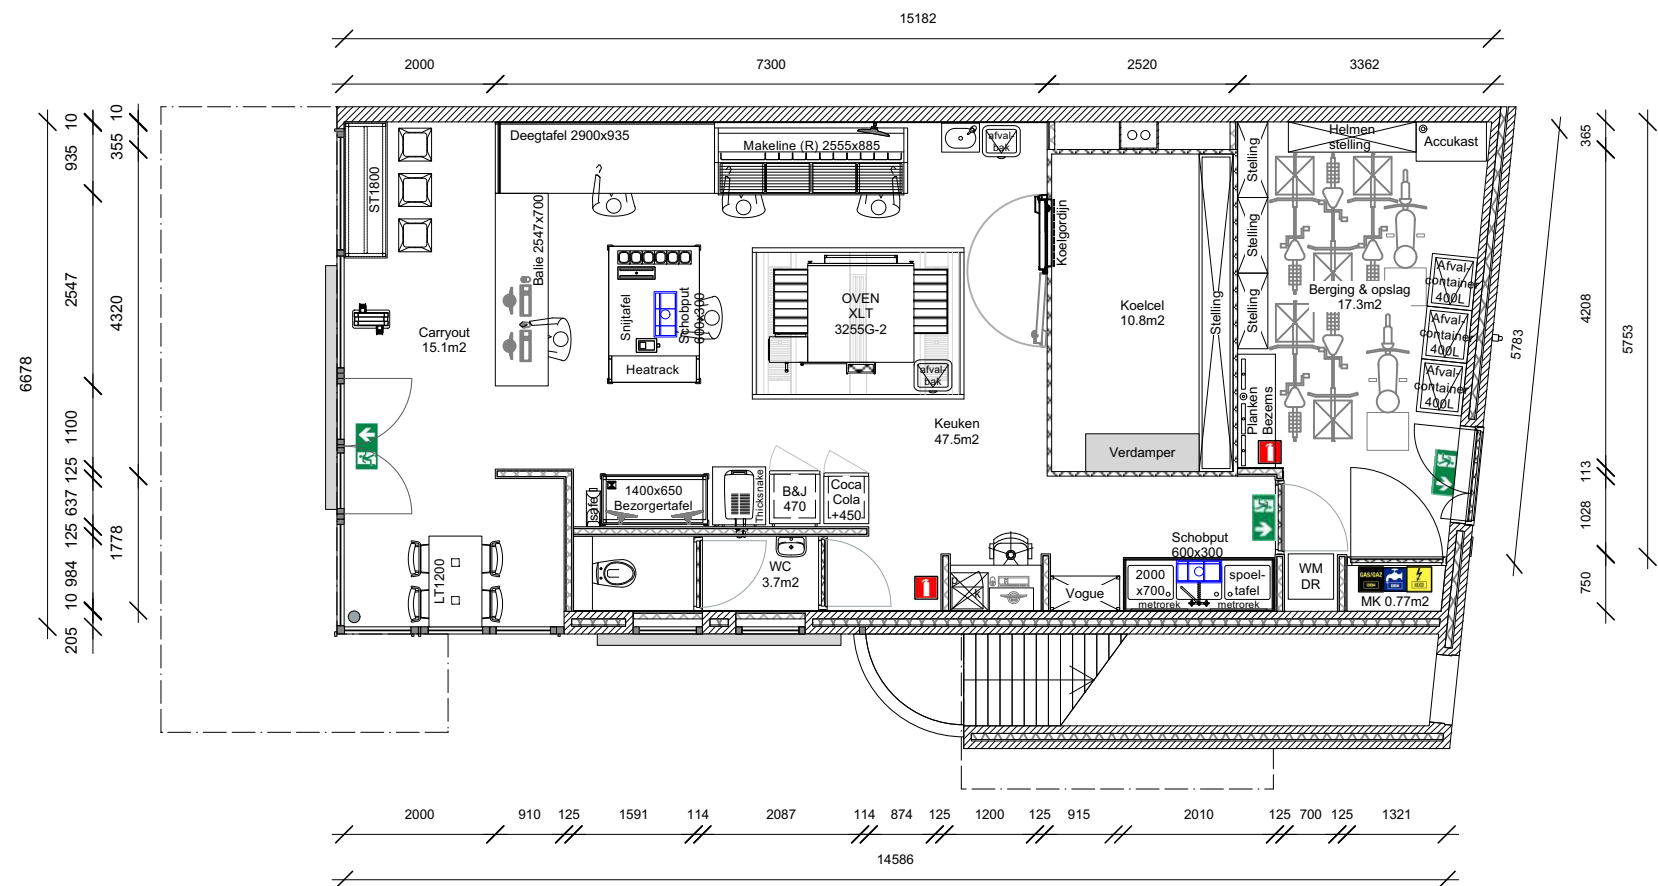 15182
2000
7300
2520
3362
10
935
2547
1100
125
637
125
984
10
205
10
355
4320
1778
6678
365
4208
113
1028
750
5783
5753
Deegtafel 2900x935
Makeline (R) 2555x885
afval-
bak
ST1800
Balie 2547x700
Snijtafel
Schobput
600x300
Heatrack
OVEN
XLT
3255G-2
afval-
bak
Carryout
15.1m2
Keuken
47.5m2
Koelgordijn
Koelcel
10.8m2
Stelling
Verdamper
Stelling
Stelling
Stelling
Helmen
stelling
Accukast
Berging & opslag
17.3m2
Afval-
container
400L
Afval-
container
400L
Afval-
container
400L
Planken
Bezems
safe
1400x650
Bezorgertafel
Thicksnake
B&J
470
Coca
Cola
+450
LT1200
WC
3.7m2
Vogue
Schobput
600x300
2000
x700
spoel-
tafel
metrorek
metrorek
WM
DR
GAS/GAZ
MK 0.77m2
2000
910
125
1591
114
2087
114
874
125
1200
125
915
2010
125
700
125
1321
14586